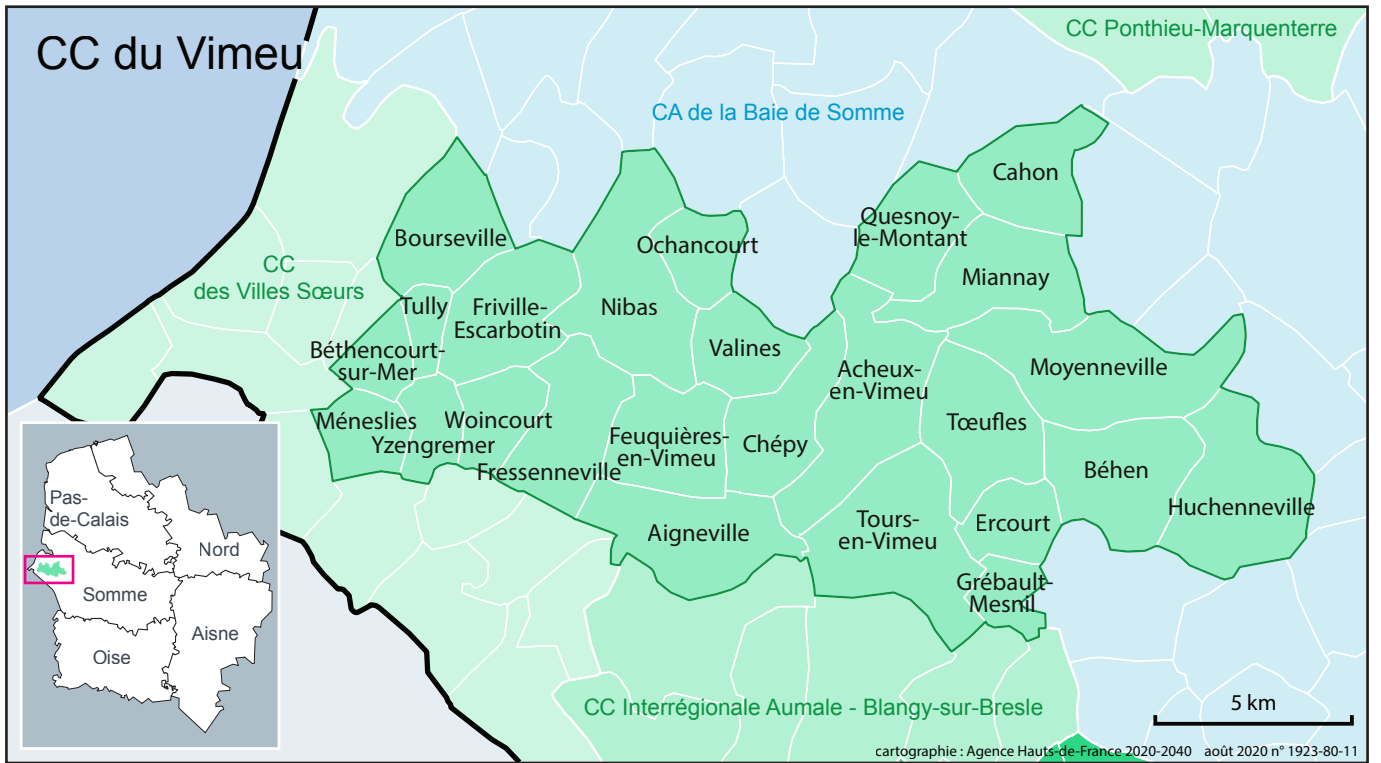 CC du Vimeu
CC Ponthieu-Marquenterre
CA de la Baie de Somme
CC
des Villes Sœurs
Cahon
Quesnoy-
le-Montant
Bourseville
Ochancourt
Miannay
Tully
Friville-
Escarbotin
Nibas
Valines
Béthencourt-
sur-Mer
Acheux-
en-Vimeu
Moyenneville
Méneslies
Yzengremer
Woincourt
Fressenneville
Feuquières-
en-Vimeu
Chépy
Tœufles
Béhen
Huchenneville
Aigneville
Tours-
en-Vimeu
Ercourt
Grébault-
Mesnil
Pas-
de-Calais
Nord
Somme
Aisne
Oise
CC Interrégionale Aumale - Blangy-sur-Bresle
5 km
cartographie : Agence Hauts-de-France 2020-2040 août 2020 n° 1923-80-11